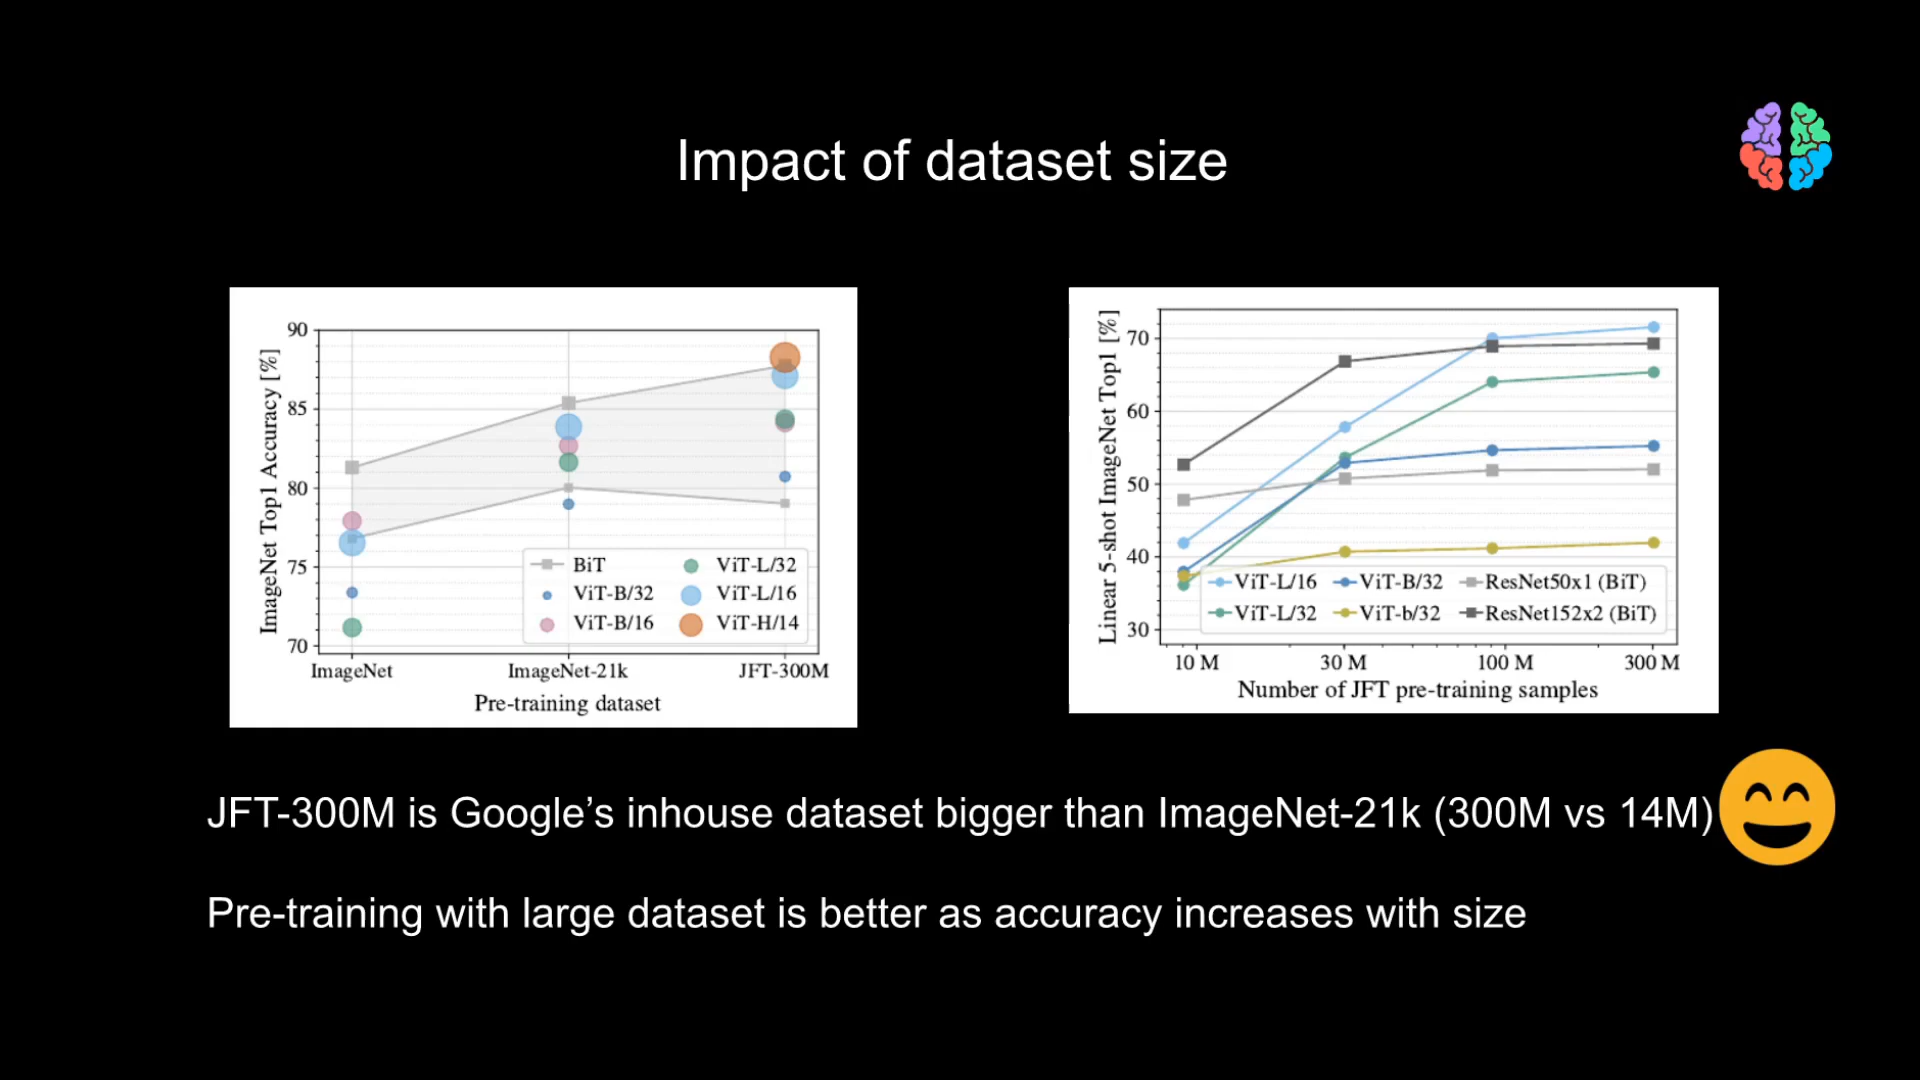 Impact of dataset size
90
85
80
75
70
ImageNet Top1 Accuracy [%]
BiT
ViT-B/32
ViT-B/16
ViT-L/32
ViT-L/16
ViT-H/14
ImageNet
ImageNet-21k
JFT-300M
Pre-training dataset
70
60
50
40
30
Linear 5-shot ImageNet Top1 [%]
ViT-L/16
ViT-B/32
ResNet50x1 (BiT)
ViT-L/32
ViT-b/32
ResNet152x2 (BiT)
10 M
30 M
100 M
300 M
Number of JFT pre-training samples
JFT-300M is Google’s inhouse dataset bigger than ImageNet-21k (300M vs 14M)
Pre-training with large dataset is better as accuracy increases with size